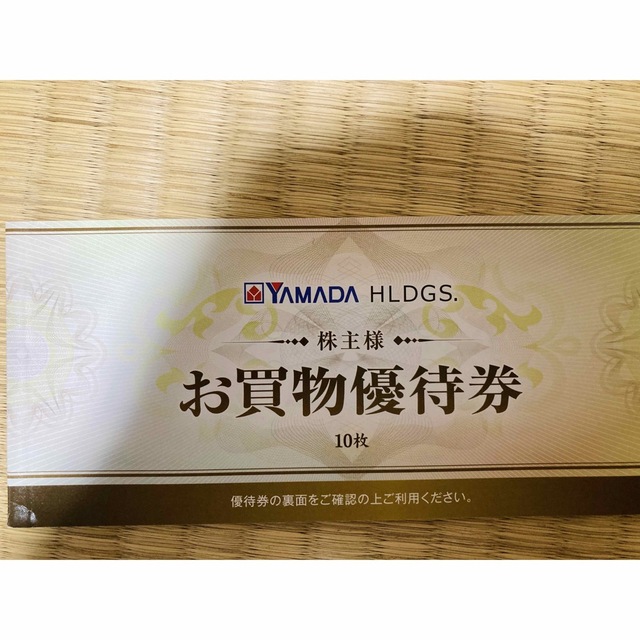 YAMADA HLDGS.
株主様
お買物優待券
10枚
優待券の裏面をご確認の上ご利用ください。